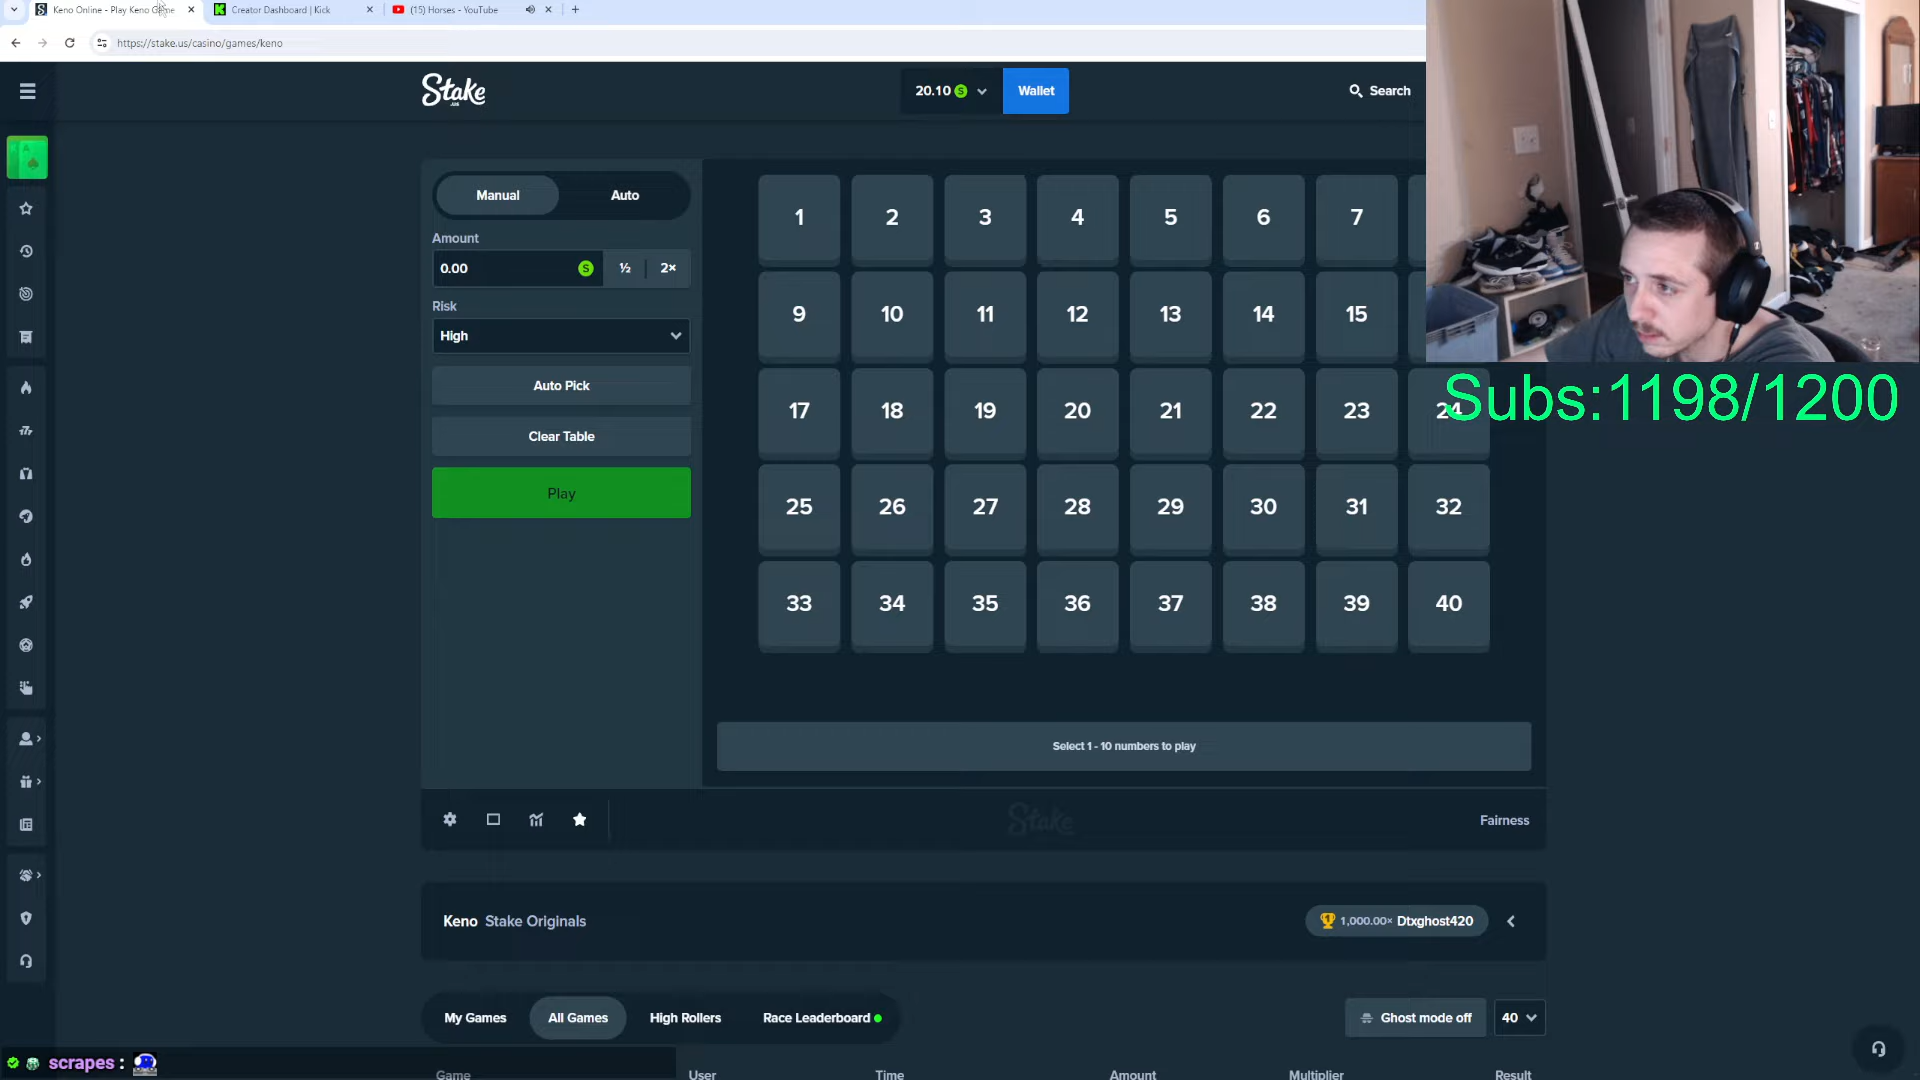 Keno Online - Play Keno Game
Creator Dashboard | Kick
(15) Horses - YouTube
https://stake.us/casino/games/keno
Stake
.US
20.10
Wallet
Search
Manual
Auto
Amount
0.00
½
2×
Risk
High
Auto Pick
Clear Table
Play
1 2 3 4 5 6 7
9 10 11 12 13 14 15
17 18 19 20 21 22 23 24
25 26 27 28 29 30 31 32
33 34 35 36 37 38 39 40
Subs:1198/1200
Select 1 - 10 numbers to play
Stake
Fairness
Keno Stake Originals
1,000.00× Dtxghost420
My Games
All Games
High Rollers
Race Leaderboard
Ghost mode off
40
scrapes :
Game
User
Time
Amount
Multiplier
Result